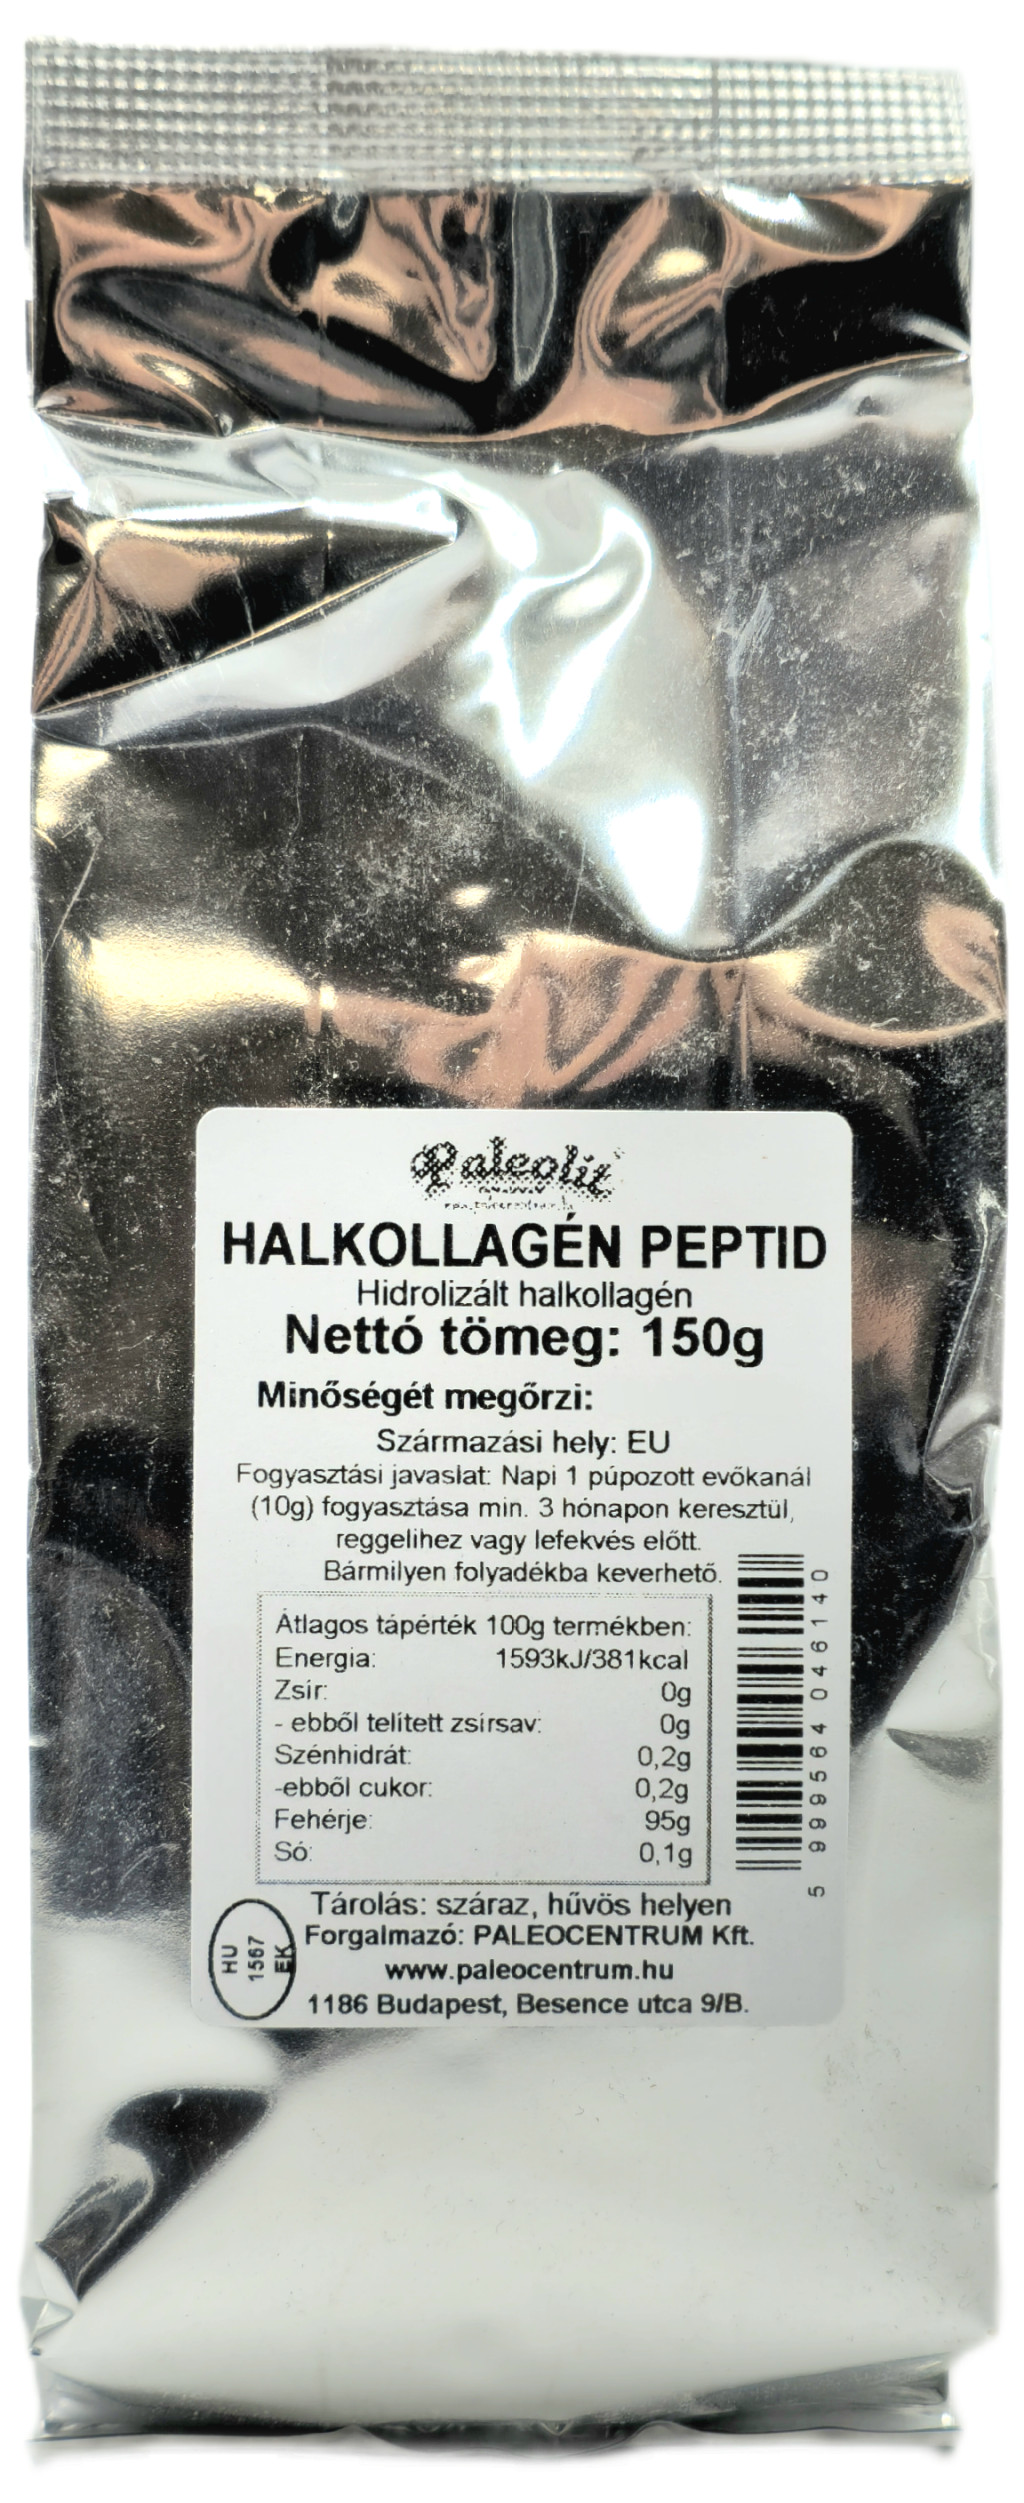 Paleolit
HALKOLLAGÉN PEPTID
Hidrolizált halkollagén
Nettó tömeg: 150g
Minőségét megőrzi:
Származási hely: EU
Fogyasztási javaslat: Napi 1 púpozott evőkanál
(10g) fogyasztása min. 3 hónapon keresztül,
reggelihez vagy lefekvés előtt.
Bármilyen folyadékba keverhető.
Átlagos tápérték 100g termékben:
Energia: 1593kJ/381kcal
Zsír: 0g
- ebből telített zsírsav: 0g
Szénhidrát: 0,2g
-ebből cukor: 0,2g
Fehérje: 95g
Só: 0,1g
5 999564 046140
Tárolás: száraz, hűvös helyen
Forgalmazó: PALEOCENTRUM Kft.
www.paleocentrum.hu
1186 Budapest, Besence utca 9/B.
HU
1567
EK